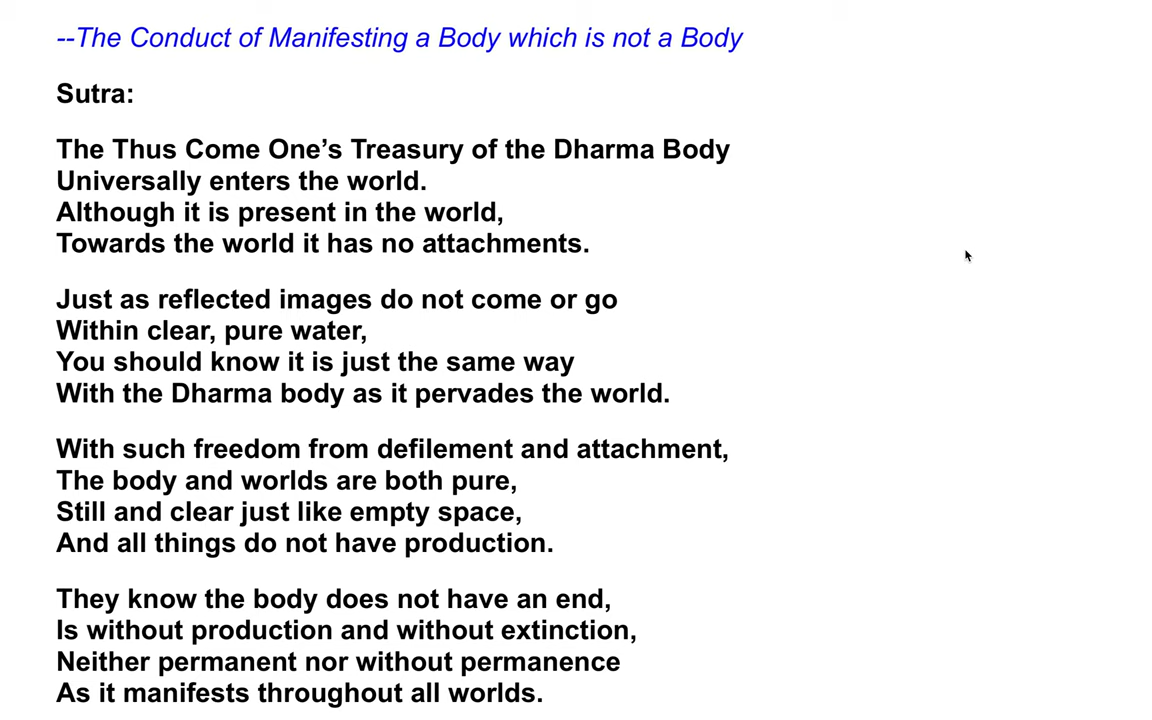 --The Conduct of Manifesting a Body which is not a Body
Sutra:
The Thus Come One’s Treasury of the Dharma Body
Universally enters the world.
Although it is present in the world,
Towards the world it has no attachments.
Just as reflected images do not come or go
Within clear, pure water,
You should know it is just the same way
With the Dharma body as it pervades the world.
With such freedom from defilement and attachment,
The body and worlds are both pure,
Still and clear just like empty space,
And all things do not have production.
They know the body does not have an end,
Is without production and without extinction,
Neither permanent nor without permanence
As it manifests throughout all worlds.